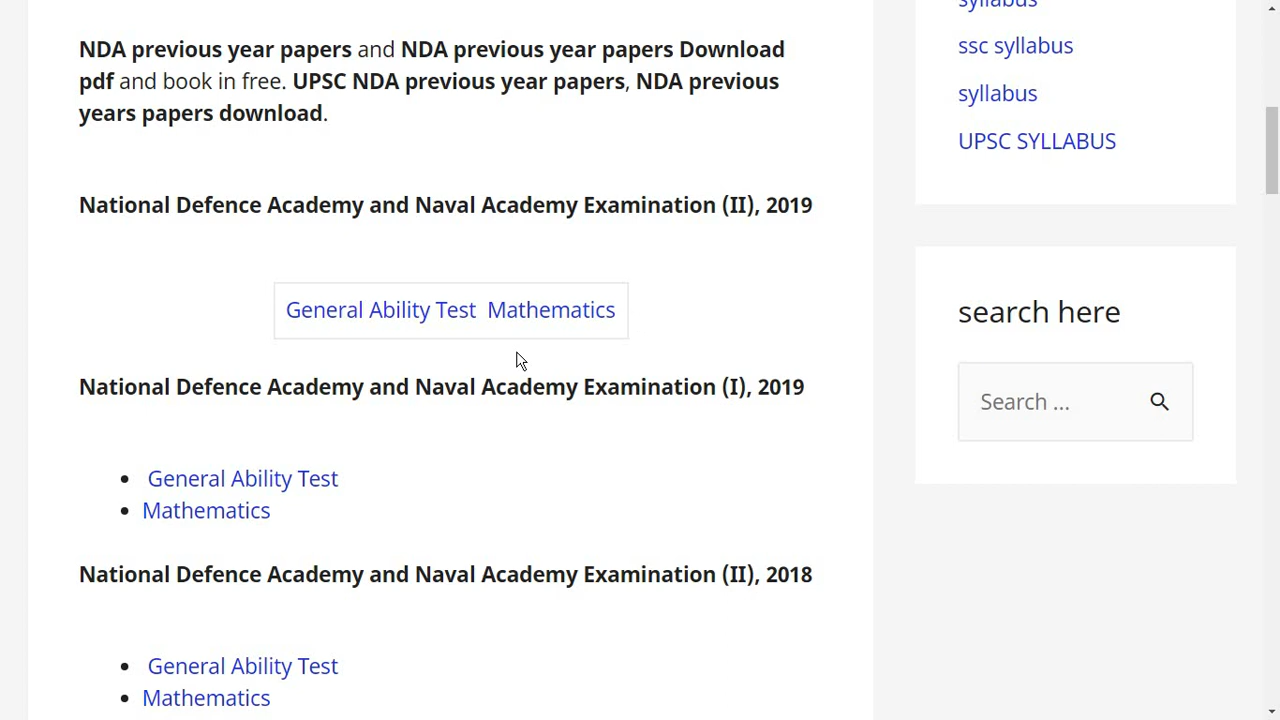 NDA previous year papers and NDA previous year papers Download
pdf and book in free. UPSC NDA previous year papers, NDA previous
years papers download.
National Defence Academy and Naval Academy Examination (II), 2019
General Ability Test Mathematics
National Defence Academy and Naval Academy Examination (I), 2019
General Ability Test
Mathematics
National Defence Academy and Naval Academy Examination (II), 2018
General Ability Test
Mathematics
syllabus
ssc syllabus
syllabus
UPSC SYLLABUS
search here
Search ...